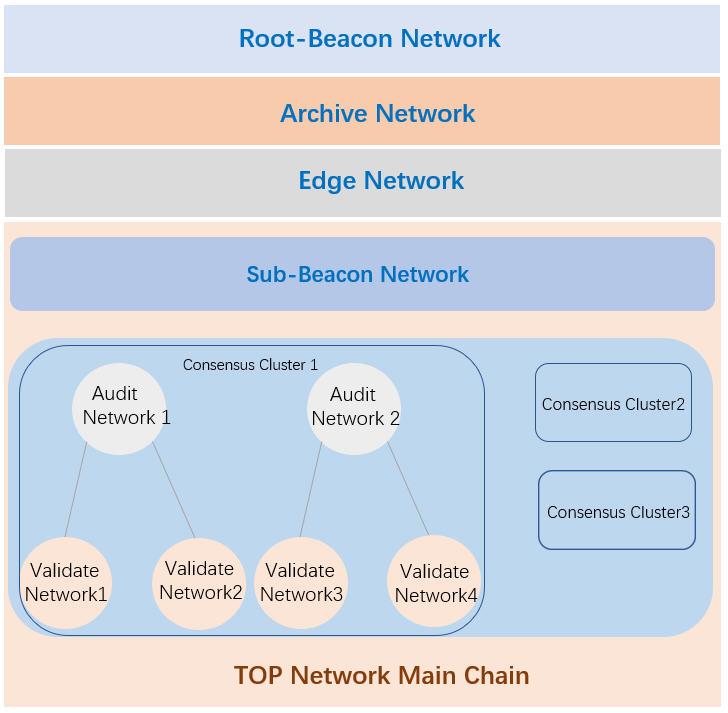 Root-Beacon Network
Archive Network
Edge Network
Sub-Beacon Network
Consensus Cluster 1
Audit
Network 1
Audit
Network 2
Consensus Cluster2
Consensus Cluster3
Validate
Network1
Validate
Network2
Validate
Network3
Validate
Network4
TOP Network Main Chain